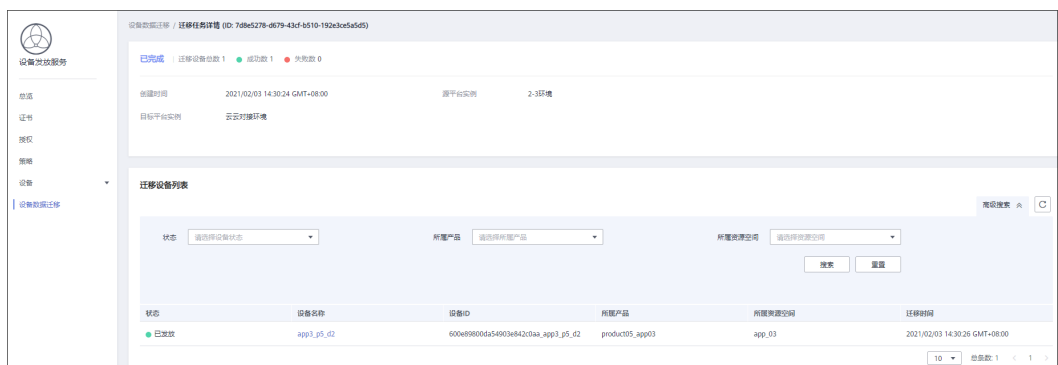 设备发放服务
总览
证书
授权
策略
设备
设备数据迁移
设备数据迁移 / 迁移任务详情 (ID: 7d8e5278-d679-43cf-b510-192e3ce5a5d5)
已完成 迁移设备总数 1 成功数 1 失败数 0
创建时间 2021/02/03 14:30:24 GMT+08:00 源平台实例 2-3环境
目标平台实例 云云对接环境
迁移设备列表
高级搜索
状态 请选择设备状态 所属产品 请选择所属产品 所属资源空间 请选择资源空间
搜索 重置
状态 设备名称 设备ID 所属产品 所属资源空间 迁移时间
已发放 app3_p5_d2 600e89800da54903e842c0aa_app3_p5_d2 product05_app03 app_03 2021/02/03 14:30:26 GMT+08:00
10 总条数: 1 < 1 >